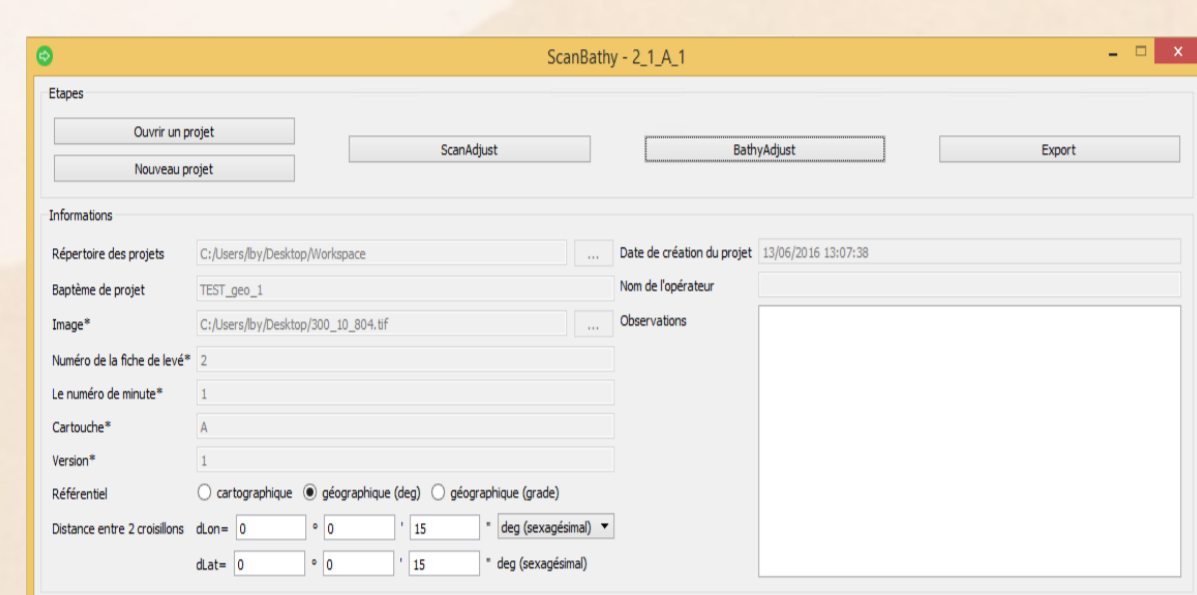 ScanBathy - 2_1_A_1
Etapes
Ouvrir un projet
Nouveau projet
ScanAdjust
BathyAdjust
Export
Informations
Répertoire des projets C:/Users/lby/Desktop/Workspace ...
Baptême de projet TEST_geo_1
Image* C:/Users/lby/Desktop/300_10_804.tif ...
Numéro de la fiche de levé* 2
Le numéro de minute* 1
Cartouche* A
Version* 1
Référentiel cartographique géographique (deg) géographique (grade)
Distance entre 2 croisillons dLon= 0 ° 0 ' 15 " deg (sexagésimal)
dLat= 0 ° 0 ' 15 " deg (sexagésimal)
Date de création du projet 13/06/2016 13:07:38
Nom de l'opérateur
Observations